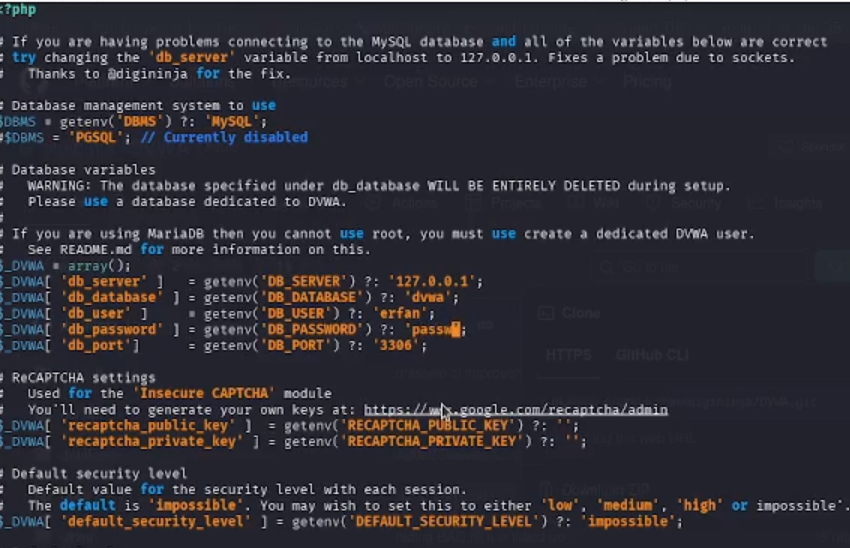 <?php
# If you are having problems connecting to the MySQL database and all of the variables below are correct
# try changing the 'db_server' variable from localhost to 127.0.0.1. Fixes a problem due to sockets.
#   Thanks to @digininja for the fix.
# Database management system to use
$DBMS = getenv('DBMS') ?: 'MySQL';
#$DBMS = 'PGSQL'; // Currently disabled
# Database variables
#   WARNING: The database specified under db_database WILL BE ENTIRELY DELETED during setup.
#   Please use a database dedicated to DVWA.
#
# If you are using MariaDB then you cannot use root, you must use create a dedicated DVWA user.
#   See README.md for more information on this.
$_DVWA = array();
$_DVWA[ 'db_server' ]   = getenv('DB_SERVER') ?: '127.0.0.1';
$_DVWA[ 'db_database' ] = getenv('DB_DATABASE') ?: 'dvwa';
$_DVWA[ 'db_user' ]     = getenv('DB_USER') ?: 'erfan';
$_DVWA[ 'db_password' ] = getenv('DB_PASSWORD') ?: 'passw';
$_DVWA[ 'db_port']      = getenv('DB_PORT') ?: '3306';
# ReCAPTCHA settings
#   Used for the 'Insecure CAPTCHA' module
#   You'll need to generate your own keys at: https://www.google.com/recaptcha/admin
$_DVWA[ 'recaptcha_public_key' ]  = getenv('RECAPTCHA_PUBLIC_KEY') ?: '';
$_DVWA[ 'recaptcha_private_key' ] = getenv('RECAPTCHA_PRIVATE_KEY') ?: '';
# Default security level
#   Default value for the security level with each session.
#   The default is 'impossible'. You may wish to set this to either 'low', 'medium', 'high' or impossible'.
$_DVWA[ 'default_security_level' ] = getenv('DEFAULT_SECURITY_LEVEL') ?: 'impossible';